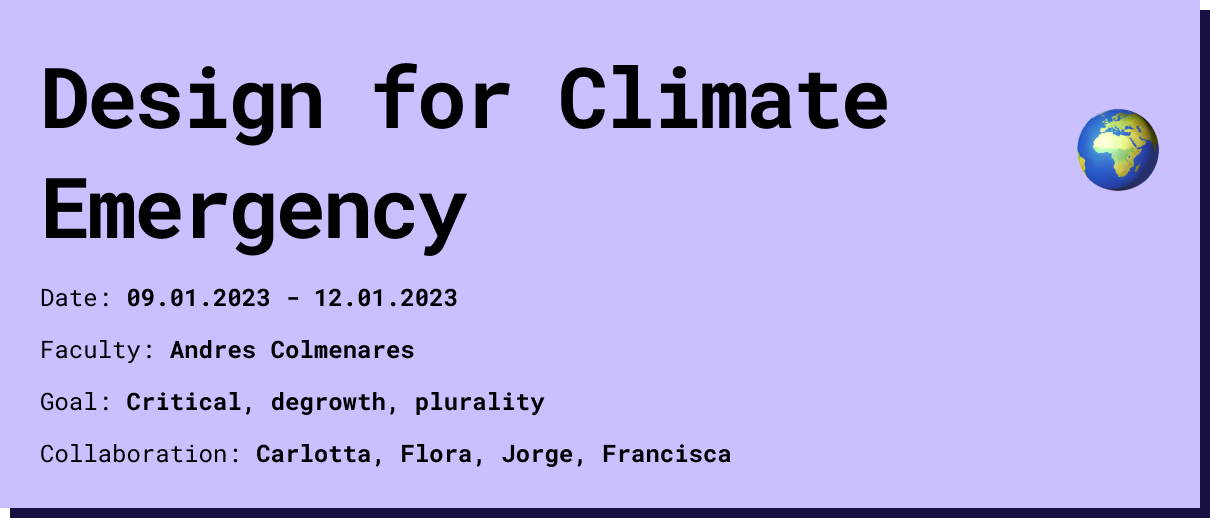 Design for Climate
Emergency
Date: 09.01.2023 - 12.01.2023
Faculty: Andres Colmenares
Goal: Critical, degrowth, plurality
Collaboration: Carlotta, Flora, Jorge, Francisca